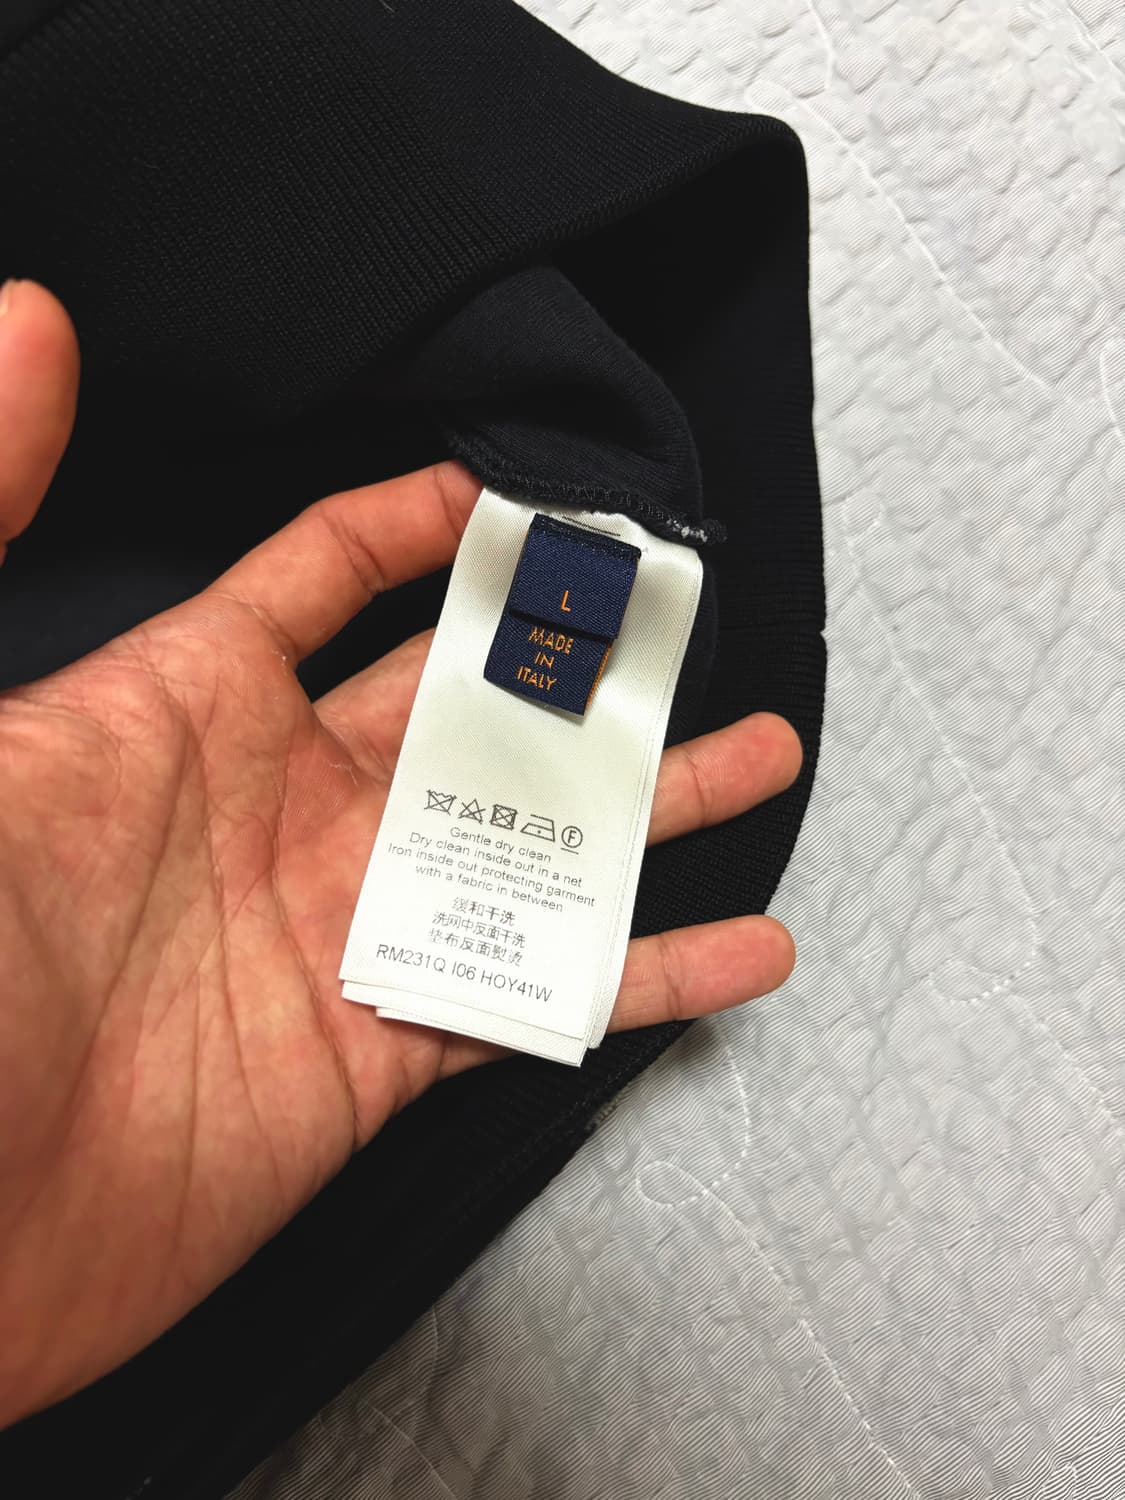 L
MADE
IN
ITALY
F
Gentle dry clean
Dry clean inside out in a net
Iron inside out protecting garment
with a fabric in between
缓和干洗
洗网中反面干洗
垫布反面熨烫
RM231Q I06 HOY41W